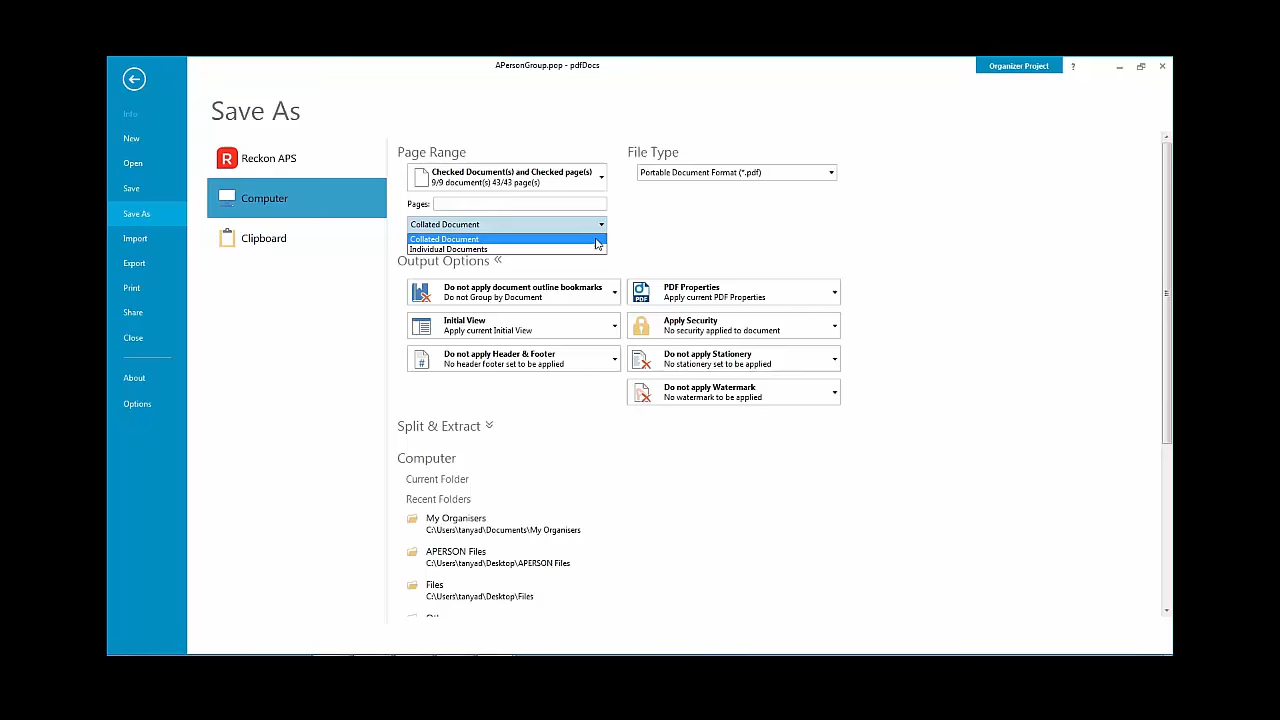 APersonGroup.pop - pdfDocs
Organizer Project
?
Info
New
Open
Save
Save As
Import
Export
Print
Share
Close
About
Options
Save As
R Reckon APS
Computer
Clipboard
Page Range
Checked Document(s) and Checked page(s)
9/9 document(s) 43/43 page(s)
Pages:
Collated Document
Collated Document
Individual Documents
File Type
Portable Document Format (*.pdf)
Output Options
Do not apply document outline bookmarks
Do not Group by Document
PDF Properties
Apply current PDF Properties
Initial View
Apply current Initial View
Apply Security
No security applied to document
Do not apply Header & Footer
No header footer set to be applied
Do not apply Stationery
No stationery set to be applied
Do not apply Watermark
No watermark to be applied
Split & Extract
Computer
Current Folder
Recent Folders
My Organisers
C:\Users\tanyad\Documents\My Organisers
APERSON Files
C:\Users\tanyad\Desktop\APERSON Files
Files
C:\Users\tanyad\Desktop\Files